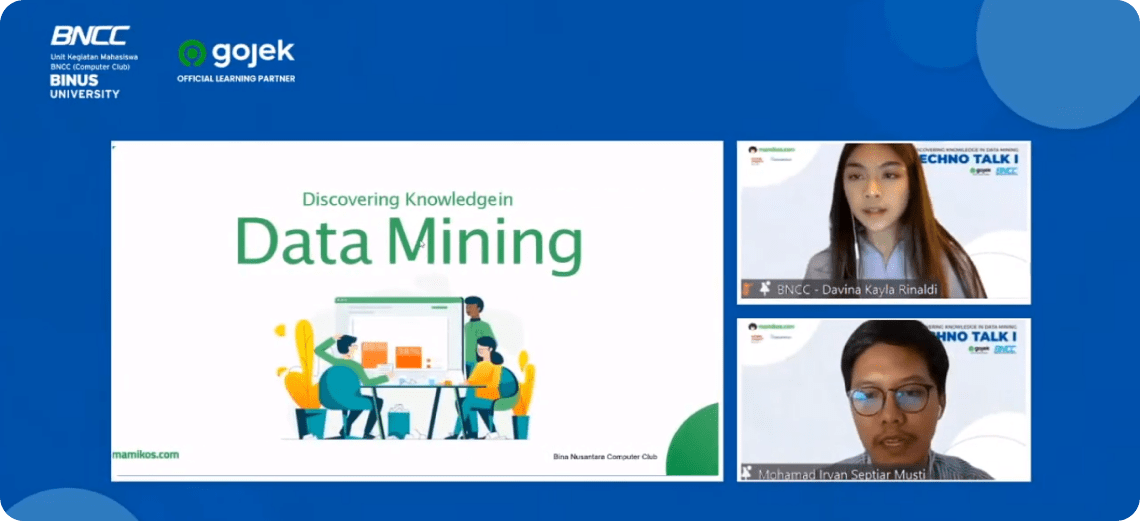 BNCC
Unit Kegiatan Mahasiswa
BNCC (Computer Club)
BINUS
UNIVERSITY
gojek
OFFICIAL LEARNING PARTNER
Discovering Knowledgein
Data Mining
mamikos.com
Bina Nusantara Computer Club
mamikos.com
DISCOVERING KNOWLEDGE IN DATA MINING
ECHNO TALK I
gojek
BNCC
BNCC - Davina Kayla Rinaldi
mamikos.com
VERING KNOWLEDGE IN DATA MINING
HNO TALK I
gojek
BNCC
Mohamad Irvan Septiar Musti